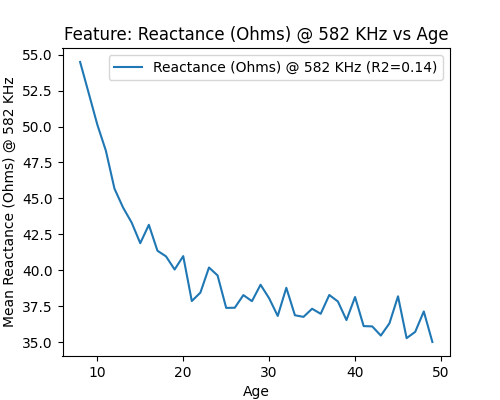 Feature: Reactance (Ohms) @ 582 KHz vs Age
Reactance (Ohms) @ 582 KHz (R2=0.14)
Mean Reactance (Ohms) @ 582 KHz
55.0
52.5
50.0
47.5
45.0
42.5
40.0
37.5
35.0
10 20 30 40 50
Age